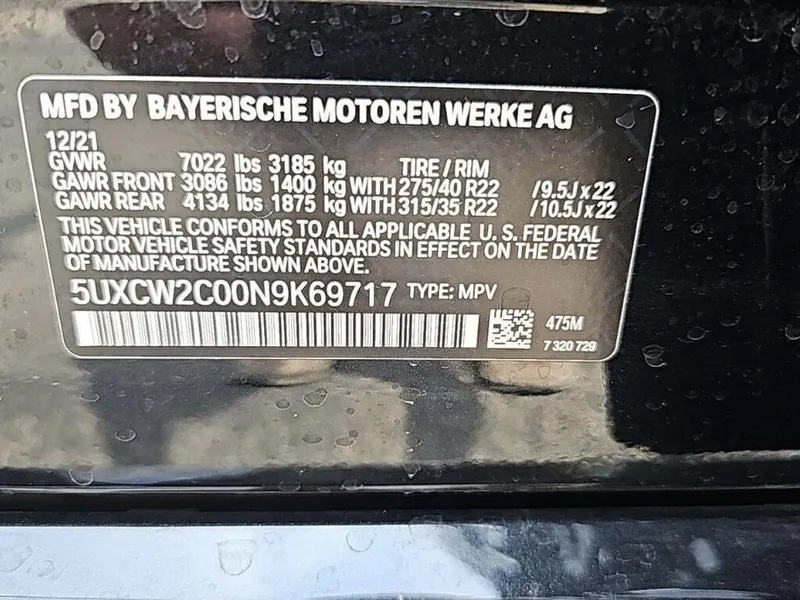 MFD BY BAYERISCHE MOTOREN WERKE AG
12/21
GVWR 7022 lbs 3185 kg TIRE / RIM
GAWR FRONT 3086 lbs 1400 kg WITH 275/40 R22 /9.5J x 22
GAWR REAR 4134 lbs 1875 kg WITH 315/35 R22 /10.5J x 22
THIS VEHICLE CONFORMS TO ALL APPLICABLE U. S. FEDERAL
MOTOR VEHICLE SAFETY STANDARDS IN EFFECT ON THE DATE
OF MANUFACTURE SHOWN ABOVE.
5UXCW2C00N9K69717 TYPE: MPV
475M
7 320 729